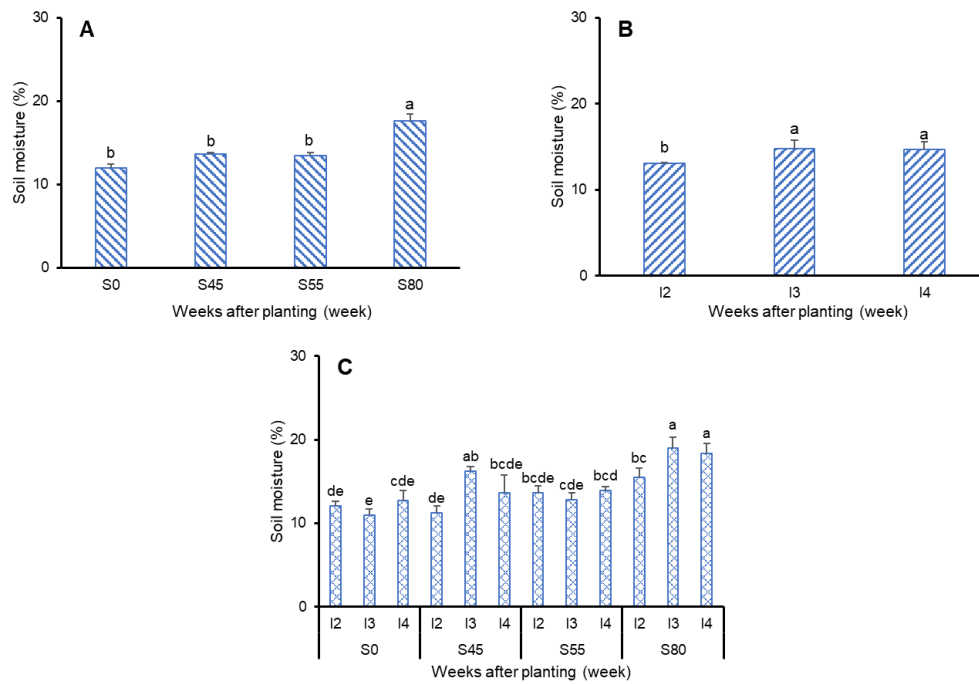 A
30
20
10
0
Soil moisture (%)
b
b
b
a
S0 S45 S55 S80
Weeks after planting (week)
B
30
20
10
0
Soil moisture (%)
b
a
a
I2 I3 I4
Weeks after planting (week)
C
30
20
10
0
Soil moisture (%)
de
e
cde
de
ab
bcde
bcde
cde
bcd
bc
a
a
I2 I3 I4 I2 I3 I4 I2 I3 I4 I2 I3 I4
S0 S45 S55 S80
Weeks after planting (week)